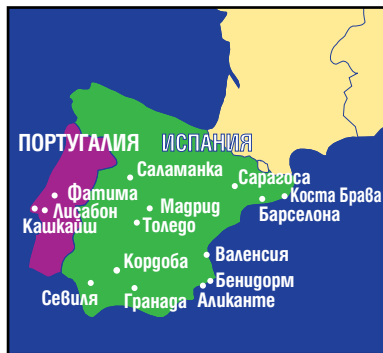 ПОРТУГАЛИЯ ИСПАНИЯ
Саламанка
Сарагоса
Фатима
Коста Брава
Лисабон
Мадрид
Барселона
Кашкайш
Толедо
Валенсия
Кордоба
Бенидорм
Севиля
Гранада
Аликанте